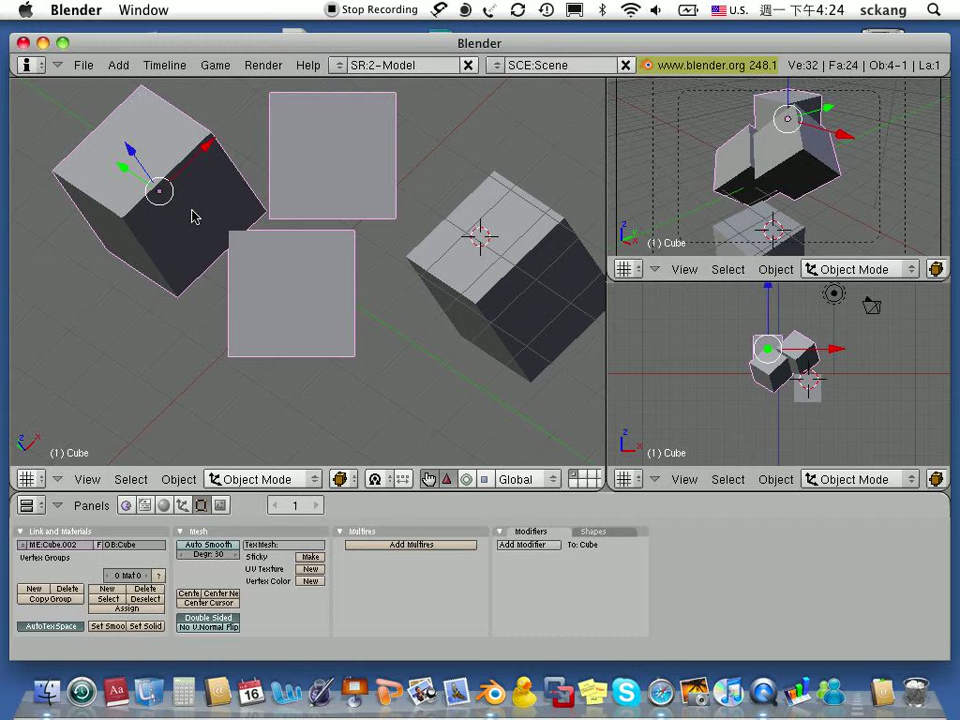 Blender Window Stop Recording U.S. 週一 下午4:24 sckang
Blender
File Add Timeline Game Render Help SR:2-Model SCE:Scene www.blender.org 248.1 Ve:32 | Fa:24 | Ob:4-1 | La:1
(1) Cube
View Select Object Object Mode
z
x
(1) Cube
(1) Cube
View Select Object Object Mode Global
View Select Object Object Mode
Panels 1
Link and Materials Mesh Multires Modifiers Shapes
ME:Cube.002 F OB:Cube Auto Smooth TexMesh: Add Multires Add Modifier To: Cube
Vertex Groups Degr: 30 Sticky Make
UV Texture New
0 Mat 0 ? Vertex Color New
New Delete New Delete
Copy Group Select Deselect Cente Center Ne
Assign Center Cursor
Double Sided
AutoTexSpace Set Smoo Set Solid No V.Normal Flip
16